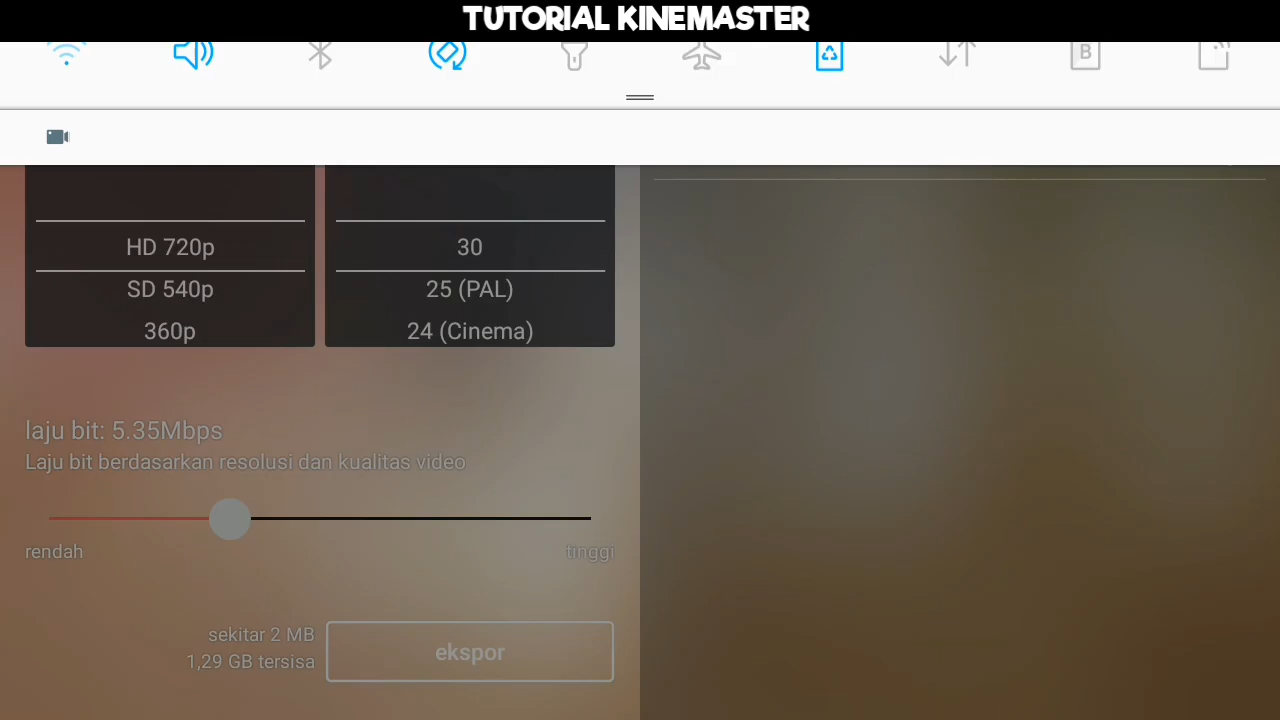 TUTORIAL KINEMASTER
B
HD 720p
SD 540p
360p
30
25 (PAL)
24 (Cinema)
laju bit: 5.35Mbps
Laju bit berdasarkan resolusi dan kualitas video
rendah
tinggi
sekitar 2 MB
1,29 GB tersisa
ekspor